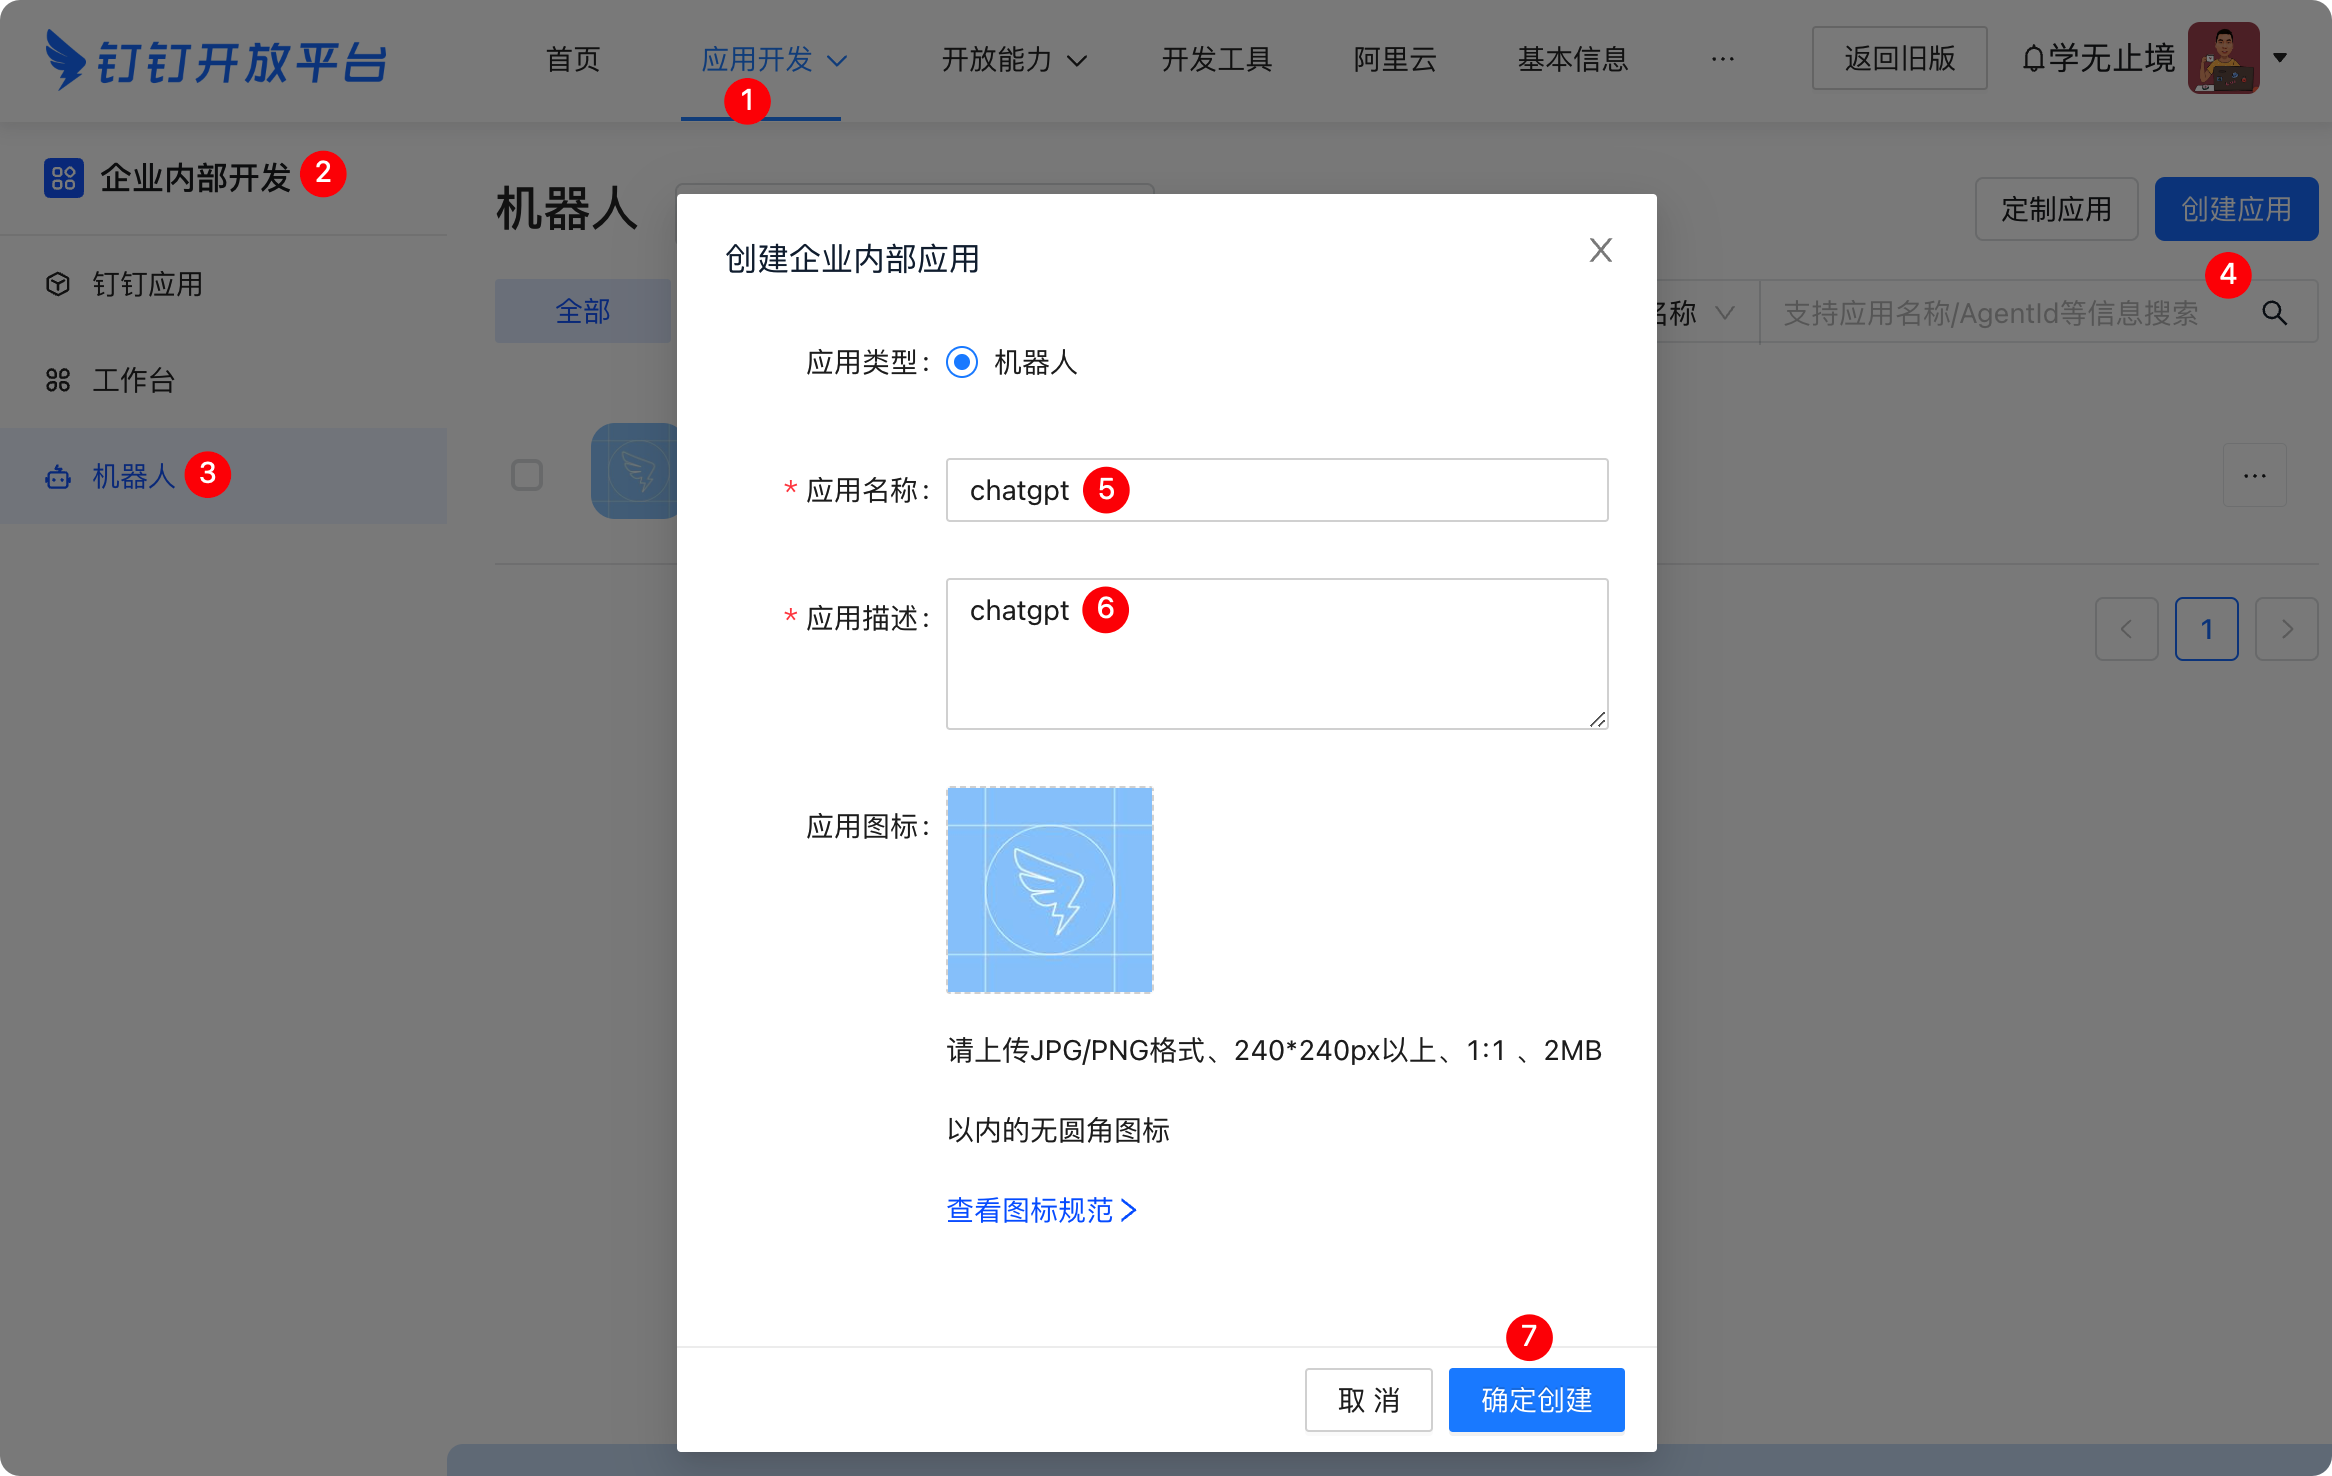 钉钉开放平台
首页
应用开发
开放能力
开发工具
阿里云
基本信息
···
返回旧版
学无止境
1
企业内部开发
2
钉钉应用
工作台
机器人
3
机器人
定制应用
创建应用
4
全部
名称
支持应用名称/AgentId等信息搜索
···
1
创建企业内部应用
应用类型：
机器人
* 应用名称：
chatgpt
5
* 应用描述：
chatgpt
6
应用图标：
请上传JPG/PNG格式、240*240px以上、1:1 、2MB
以内的无圆角图标
查看图标规范
7
取 消
确定创建